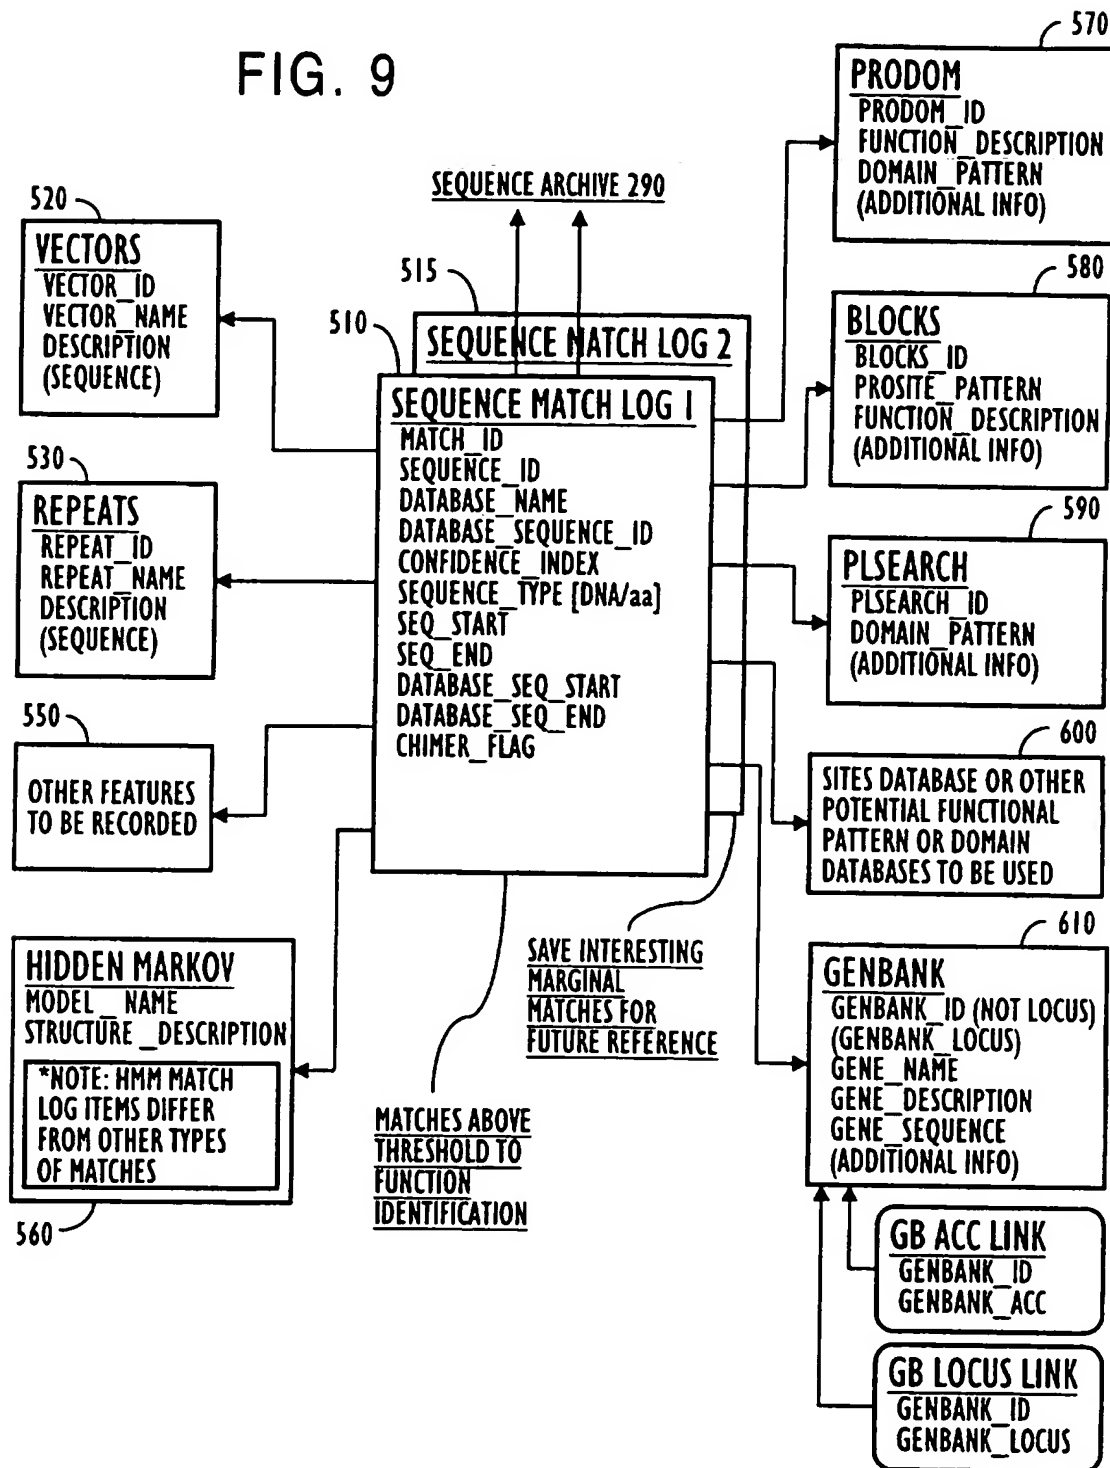 FIG. 9
SEQUENCE ARCHIVE 290
520
VECTORS
VECTOR_ID
VECTOR_NAME
DESCRIPTION
(SEQUENCE)
530
REPEATS
REPEAT_ID
REPEAT_NAME
DESCRIPTION
(SEQUENCE)
550
OTHER FEATURES
TO BE RECORDED
HIDDEN MARKOV
MODEL_NAME
STRUCTURE_DESCRIPTION
*NOTE: HMM MATCH
LOG ITEMS DIFFER
FROM OTHER TYPES
OF MATCHES
560
515
SEQUENCE MATCH LOG 2
510
SEQUENCE MATCH LOG 1
MATCH_ID
SEQUENCE_ID
DATABASE_NAME
DATABASE_SEQUENCE_ID
CONFIDENCE_INDEX
SEQUENCE_TYPE [DNA/aa]
SEQ_START
SEQ_END
DATABASE_SEQ_START
DATABASE_SEQ_END
CHIMER_FLAG
MATCHES ABOVE
THRESHOLD TO
FUNCTION
IDENTIFICATION
SAVE INTERESTING
MARGINAL
MATCHES FOR
FUTURE REFERENCE
570
PRODOM
PRODOM_ID
FUNCTION_DESCRIPTION
DOMAIN_PATTERN
(ADDITIONAL INFO)
580
BLOCKS
BLOCKS_ID
PROSITE_PATTERN
FUNCTION_DESCRIPTION
(ADDITIONAL INFO)
590
PLSEARCH
PLSEARCH_ID
DOMAIN_PATTERN
(ADDITIONAL INFO)
600
SITES DATABASE OR OTHER
POTENTIAL FUNCTIONAL
PATTERN OR DOMAIN
DATABASES TO BE USED
610
GENBANK
GENBANK_ID (NOT LOCUS)
(GENBANK_LOCUS)
GENE_NAME
GENE_DESCRIPTION
GENE_SEQUENCE
(ADDITIONAL INFO)
GB ACC LINK
GENBANK_ID
GENBANK_ACC
GB LOCUS LINK
GENBANK_ID
GENBANK_LOCUS